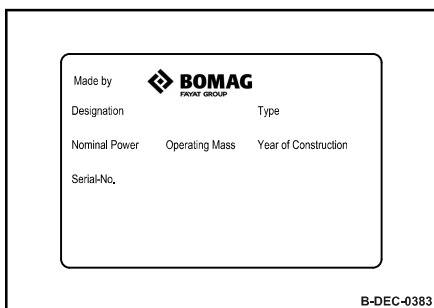 Made by BOMAG
FAYAT GROUP
Designation Type
Nominal Power Operating Mass Year of Construction
Serial-No.
B-DEC-0383